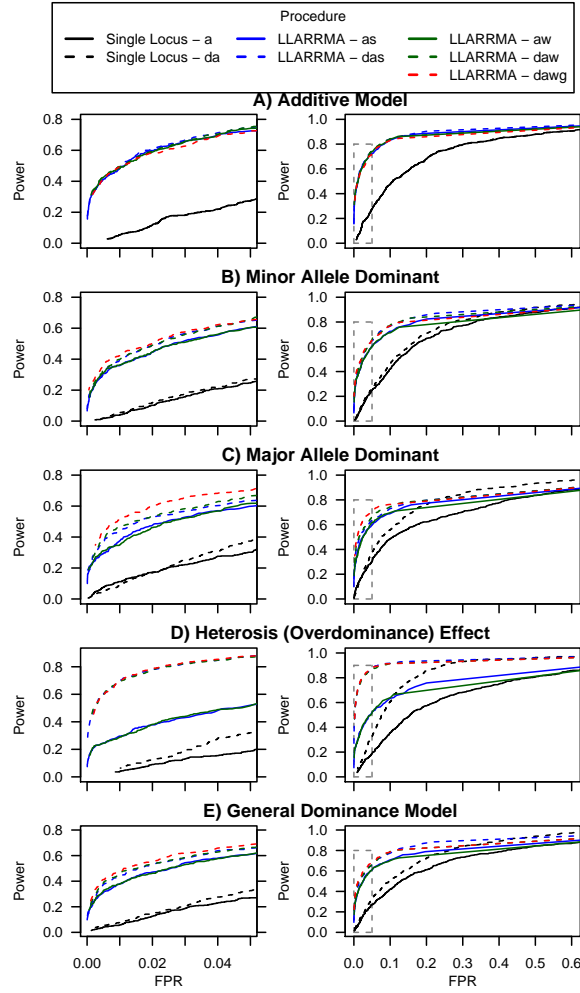 Procedure
Single Locus − a
LLARRMA − as
LLARRMA − aw
Single Locus − da
LLARRMA − das
LLARRMA − daw
LLARRMA − dawg
A) Additive Model
0.8
0.6
0.4
0.2
0.0
Power
1.0
0.8
0.6
0.4
0.2
0.0
Power
B) Minor Allele Dominant
0.8
0.6
0.4
0.2
0.0
Power
1.0
0.8
0.6
0.4
0.2
0.0
Power
C) Major Allele Dominant
0.8
0.6
0.4
0.2
0.0
Power
1.0
0.8
0.6
0.4
0.2
0.0
Power
D) Heterosis (Overdominance) Effect
0.8
0.6
0.4
0.2
0.0
Power
1.0
0.8
0.6
0.4
0.2
0.0
Power
E) General Dominance Model
0.8
0.6
0.4
0.2
0.0
Power
1.0
0.8
0.6
0.4
0.2
0.0
Power
0.00 0.02 0.04
FPR
0.0 0.1 0.2 0.3 0.4 0.5 0.6
FPR